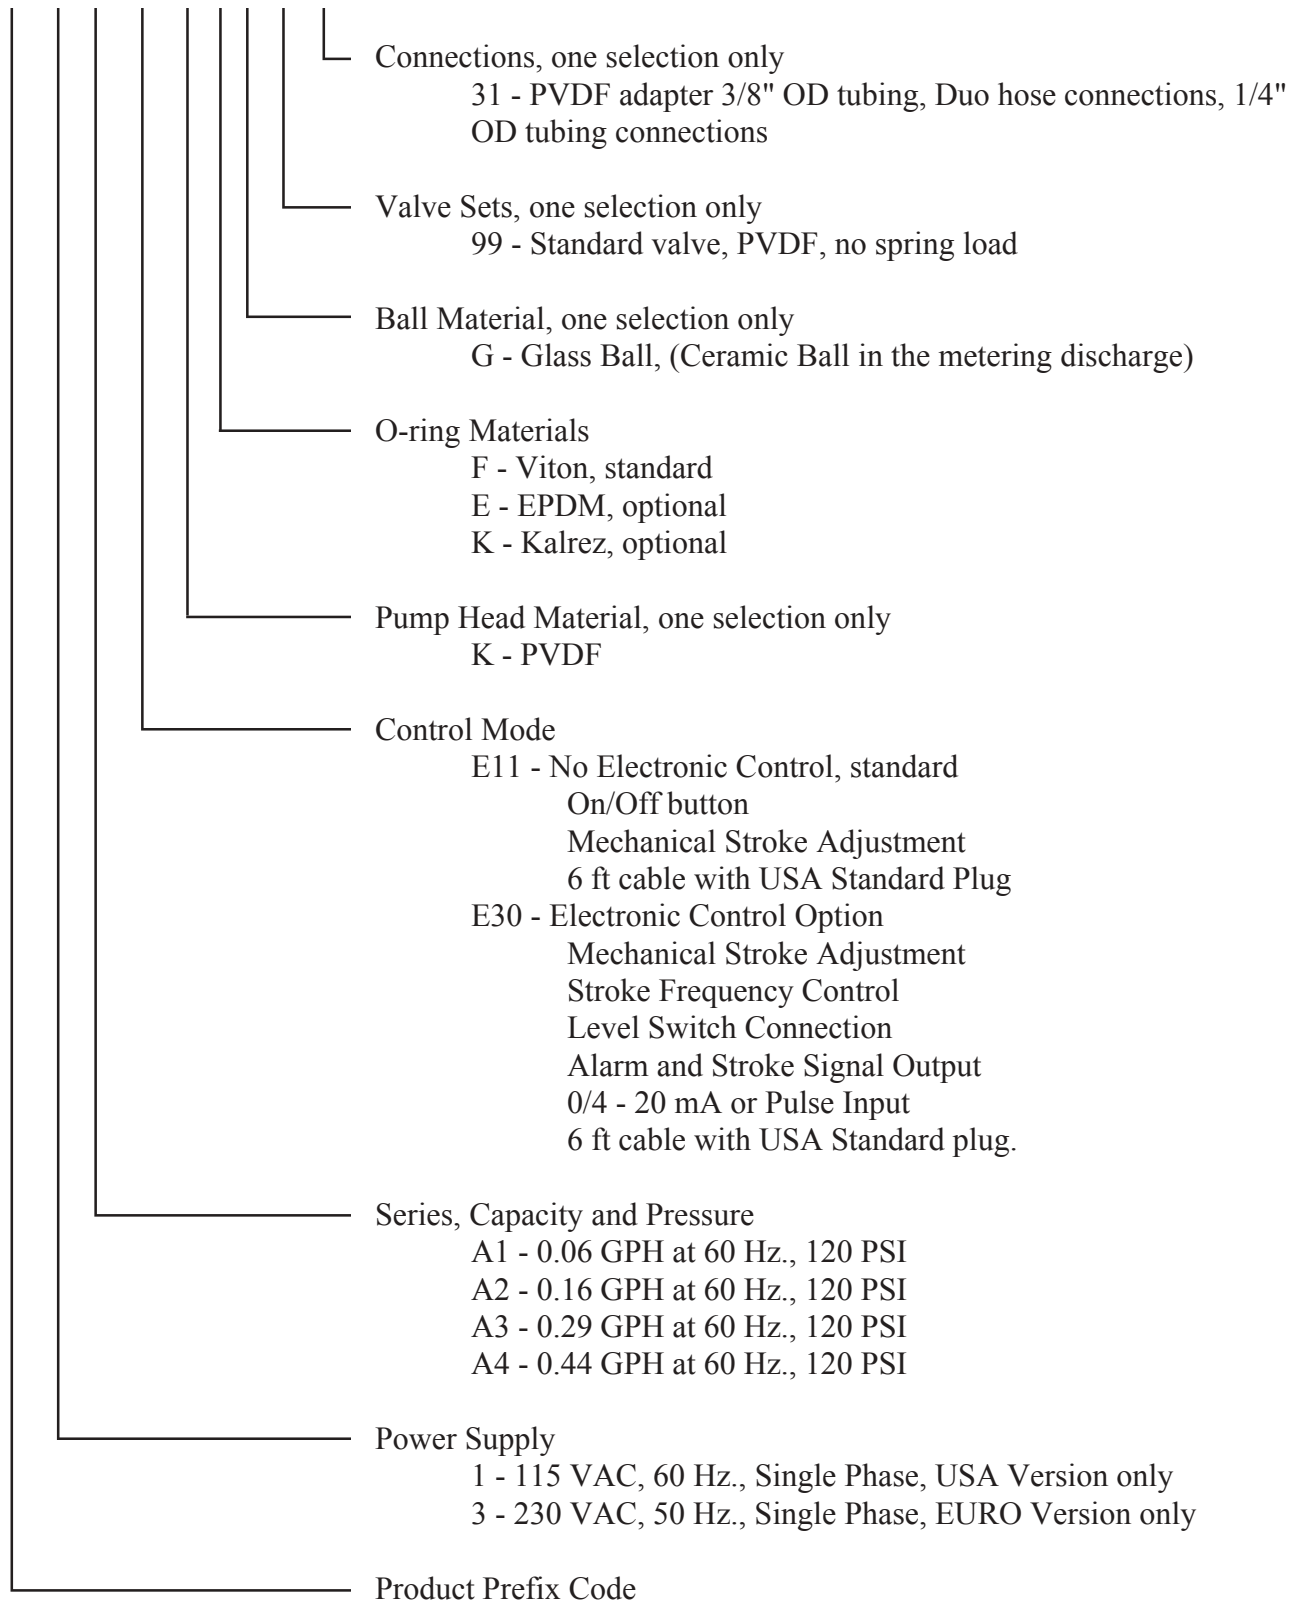 Connections, one selection only
31 - PVDF adapter 3/8" OD tubing, Duo hose connections, 1/4"
OD tubing connections
Valve Sets, one selection only
99 - Standard valve, PVDF, no spring load
Ball Material, one selection only
G - Glass Ball, (Ceramic Ball in the metering discharge)
O-ring Materials
F - Viton, standard
E - EPDM, optional
K - Kalrez, optional
Pump Head Material, one selection only
K - PVDF
Control Mode
E11 - No Electronic Control, standard
On/Off button
Mechanical Stroke Adjustment
6 ft cable with USA Standard Plug
E30 - Electronic Control Option
Mechanical Stroke Adjustment
Stroke Frequency Control
Level Switch Connection
Alarm and Stroke Signal Output
0/4 - 20 mA or Pulse Input
6 ft cable with USA Standard plug.
Series, Capacity and Pressure
A1 - 0.06 GPH at 60 Hz., 120 PSI
A2 - 0.16 GPH at 60 Hz., 120 PSI
A3 - 0.29 GPH at 60 Hz., 120 PSI
A4 - 0.44 GPH at 60 Hz., 120 PSI
Power Supply
1 - 115 VAC, 60 Hz., Single Phase, USA Version only
3 - 230 VAC, 50 Hz., Single Phase, EURO Version only
Product Prefix Code